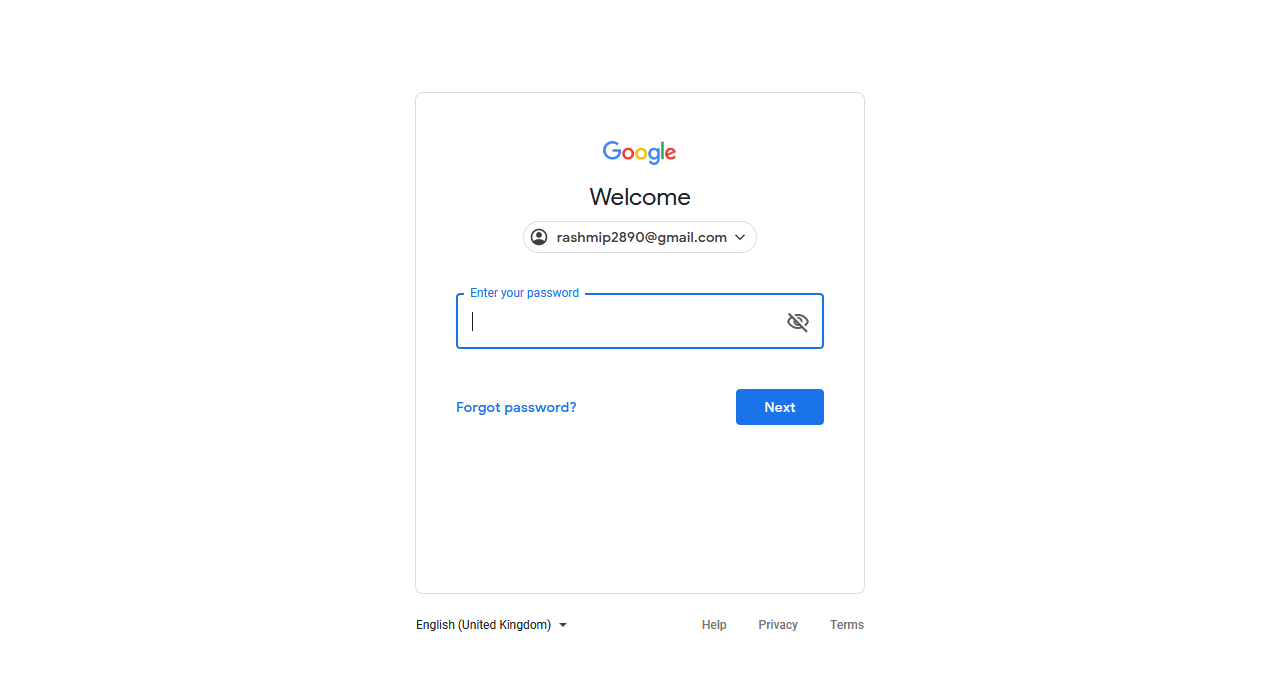 Google
Welcome
rashmip2890@gmail.com
Enter your password
Forgot password?
Next
English (United Kingdom)
Help
Privacy
Terms